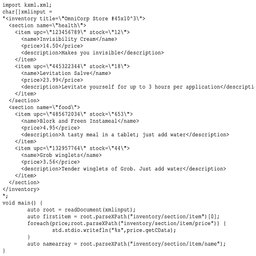 import kxml.xml;
char[]xmlinput =
"<inventory title=\"OmniCorp Store #45x10^3\">
<section name=\"health\">
<item upc=\"123456789\" stock=\"12\">
<name>Invisibility Cream</name>
<price>14.50</price>
<description>Makes you invisible</description>
</item>
<item upc=\"445322344\" stock=\"18\">
<name>Levitation Salve</name>
<price>23.99</price>
<description>Levitate yourself for up to 3 hours per application</descripti
</item>
</section>
<section name=\"food\">
<item upc=\"485672034\" stock=\"653\">
<name>Blork and Freen Instameal</name>
<price>4.95</price>
<description>A tasty meal in a tablet; just add water</description>
</item>
<item upc=\"132957764\" stock=\"44\">
<name>Grob winglets</name>
<price>3.56</price>
<description>Tender winglets of Grob. Just add water</description>
</item>
</section>
</inventory>
";
void main() {
auto root = readDocument(xmlinput);
auto firstitem = root.parseXPath("inventory/section/item")[0];
foreach(price;root.parseXPath("inventory/section/item/price")) {
std.stdio.writefln("%s",price.getCData);
}
auto namearray = root.parseXPath("inventory/section/item/name");
}